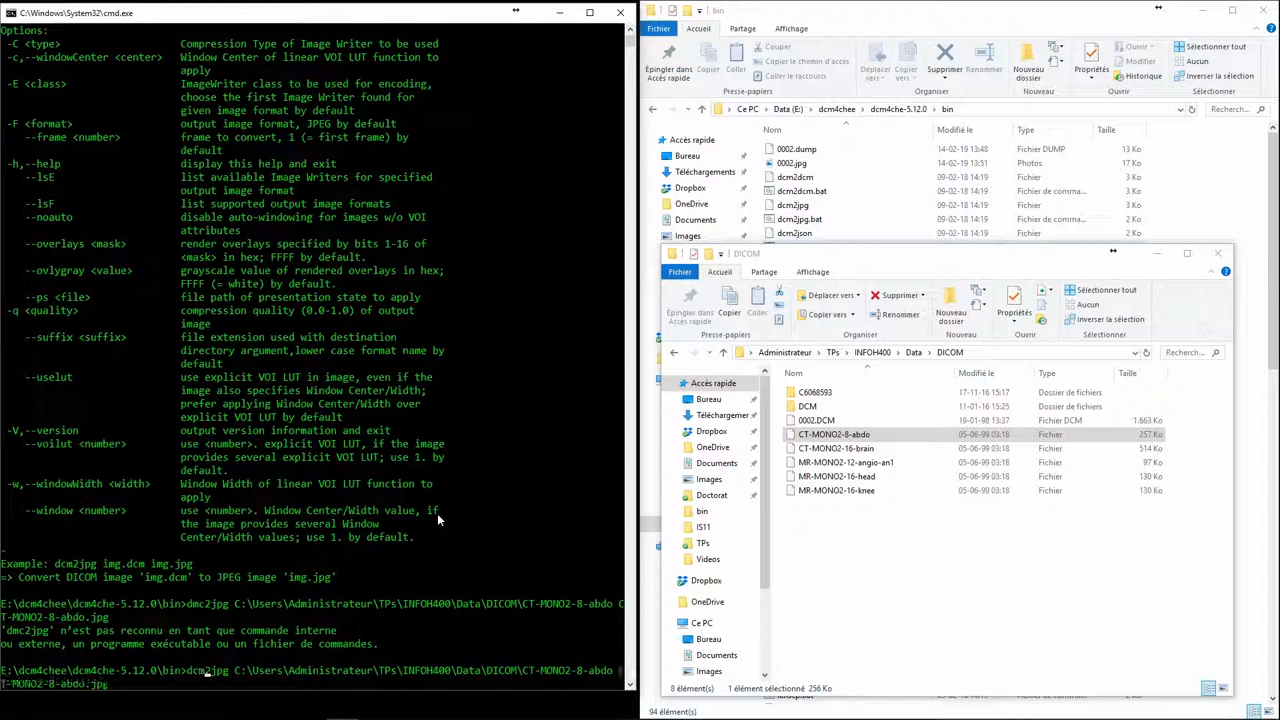 C:\Windows\System32\cmd.exe
Options:
-C <type> Compression Type of Image Writer to be used
-c,--windowCenter <center> Window Center of linear VOI LUT function to
apply
-E <class> ImageWriter class to be used for encoding,
choose the first Image Writer found for
given image format by default
-F <format> output image format, JPEG by default
--frame <number> frame to convert, 1 (= first frame) by
default
-h,--help display this help and exit
--lsE list available Image Writers for specified
output image format
--lsF list supported output image formats
--noauto disable auto-windowing for images w/o VOI
attributes
--overlays <mask> render overlays specified by bits 1-16 of
<mask> in hex; FFFF by default.
--ovlygray <value> grayscale value of rendered overlays in hex;
FFFF (= white) by default.
--ps <file> file path of presentation state to apply
-q <quality> compression quality (0.0-1.0) of output
image
--suffix <suffix> file extension used with destination
directory argument,lower case format name by
default
--uselut use explicit VOI LUT in image, even if the
image also specifies Window Center/Width;
prefer applying Window Center/Width over
explicit VOI LUT by default
-V,--version output version information and exit
--voilut <number> use <number>. explicit VOI LUT, if the image
provides several explicit VOI LUT; use 1. by
default.
-w,--windowWidth <width> Window Width of linear VOI LUT function to
apply
--window <number> use <number>. Window Center/Width value, if
the image provides several Window
Center/Width values; use 1. by default.
-
Example: dcm2jpg img.dcm img.jpg
=> Convert DICOM image 'img.dcm' to JPEG image 'img.jpg'
E:\dcm4chee\dcm4che-5.12.0\bin>dmc2jpg C:\Users\Administrateur\TPs\INFOH400\Data\DICOM\CT-MONO2-8-abdo C
T-MONO2-8-abdo.jpg
'dmc2jpg' n'est pas reconnu en tant que commande interne
ou externe, un programme exécutable ou un fichier de commandes.
E:\dcm4chee\dcm4che-5.12.0\bin>dcm2jpg C:\Users\Administrateur\TPs\INFOH400\Data\DICOM\CT-MONO2-8-abdo
T-MONO2-8-abdo.jpg
bin
Fichier Accueil Partage Affichage
Épingler dans Accès rapide Copier Coller
Couper
Copier le chemin d'accès
Coller le raccourci
Déplacer vers Copier vers Supprimer Renommer
Nouveau dossier
Propriétés
Ouvrir
Modifier
Historique
Sélectionner tout
Aucun
Inverser la sélection
Presse-papiers Organiser Nouveau Ouvrir Sélectionner
Ce PC Data (E:) dcm4chee dcm4che-5.12.0 bin Recherch...
Nom Modifié le Type Taille
Accès rapide
Bureau
Téléchargements
Dropbox
OneDrive
Documents
Images
0002.dump 14-02-19 13:48 Fichier DUMP 13 Ko
0002.jpg 14-02-19 13:51 Photos 17 Ko
dcm2dcm 09-02-18 14:19 Fichier 3 Ko
dcm2dcm.bat 09-02-18 14:19 Fichier de comma... 3 Ko
dcm2jpg 09-02-18 14:19 Fichier 3 Ko
dcm2jpg.bat 09-02-18 14:19 Fichier de comma... 2 Ko
dcm2json 09-02-18 14:19 Fichier 2 Ko
DICOM
Fichier Accueil Partage Affichage
Épingler dans Accès rapide Copier Coller
Déplacer vers
Copier vers
Supprimer
Renommer
Nouveau dossier
Propriétés
Sélectionner tout
Aucun
Inverser la sélection
Presse-papiers Organiser Nouveau Ouvrir Sélectionner
Administrateur TPs INFOH400 Data DICOM Recherch...
Nom Modifié le Type Taille
Accès rapide
Bureau
Téléchargemer
Dropbox
OneDrive
Documents
Images
Doctorat
bin
IS11
TPs
Videos
Dropbox
OneDrive
Ce PC
Bureau
Documents
Images
C6068593 17-11-16 15:17 Dossier de fichiers
DCM 11-01-16 15:25 Dossier de fichiers
0002.DCM 19-01-98 13:37 Fichier DCM 1.663 Ko
CT-MONO2-8-abdo 05-06-99 03:18 Fichier 257 Ko
CT-MONO2-16-brain 05-06-99 03:18 Fichier 514 Ko
MR-MONO2-12-angio-an1 05-06-99 03:18 Fichier 97 Ko
MR-MONO2-16-head 05-06-99 03:18 Fichier 130 Ko
MR-MONO2-16-knee 05-06-99 03:18 Fichier 130 Ko
8 élément(s) 1 élément sélectionné 256 Ko
94 élément(s)